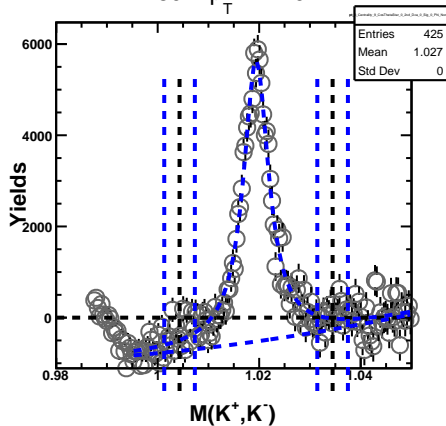 T
Entries 425
Mean 1.027
Std Dev 0
6000
4000
2000
0
Yields
0.98 1 1.02 1.04
M(K⁺,K⁻)